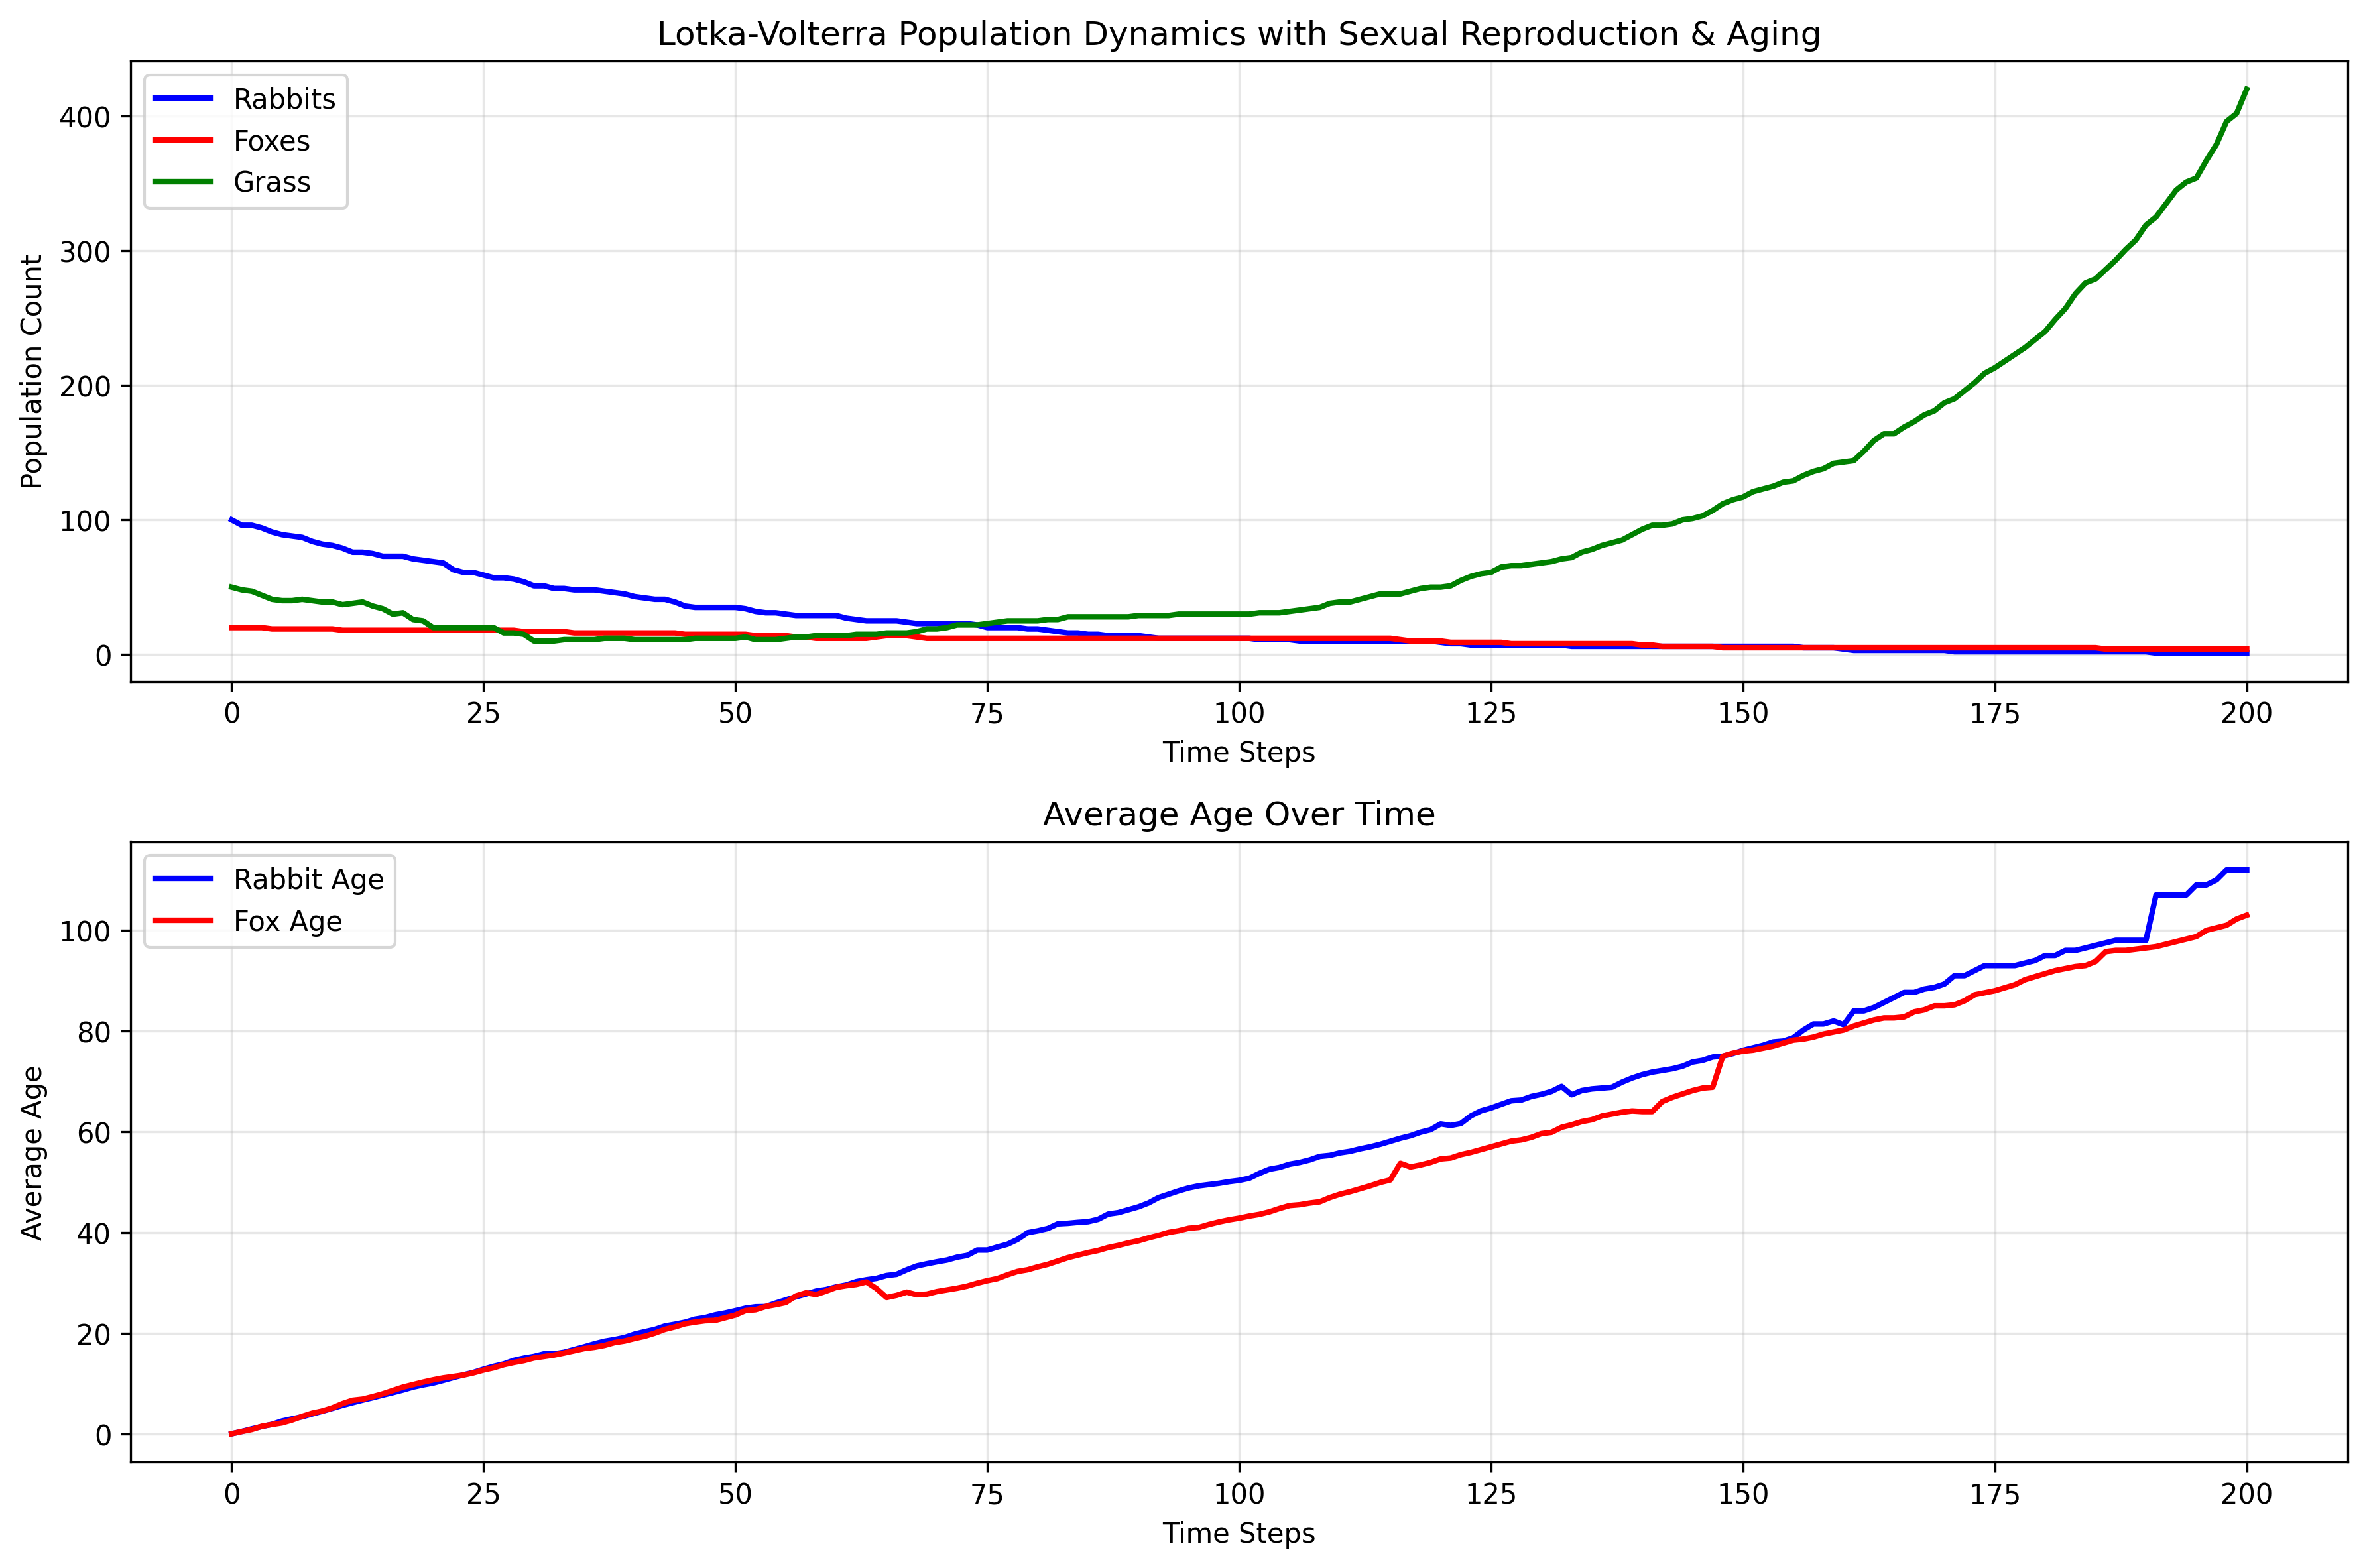 Lotka-Volterra Population Dynamics with Sexual Reproduction & Aging
Rabbits
Foxes
Grass
Population Count
400
300
200
100
0
0 25 50 75 100 125 150 175 200
Time Steps
Average Age Over Time
Rabbit Age
Fox Age
Average Age
100
80
60
40
20
0
0 25 50 75 100 125 150 175 200
Time Steps